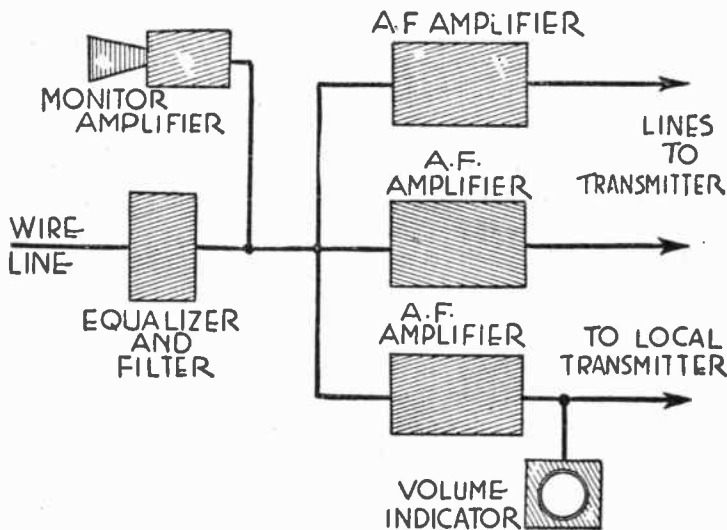 A.F AMPLIFIER
MONITOR
AMPLIFIER
LINES
TO
TRANSMITTER
A.F.
AMPLIFIER
WIRE
LINE
EQUALIZER
AND
FILTER
A.F.
AMPLIFIER
TO LOCAL
TRANSMITTER
VOLUME
INDICATOR